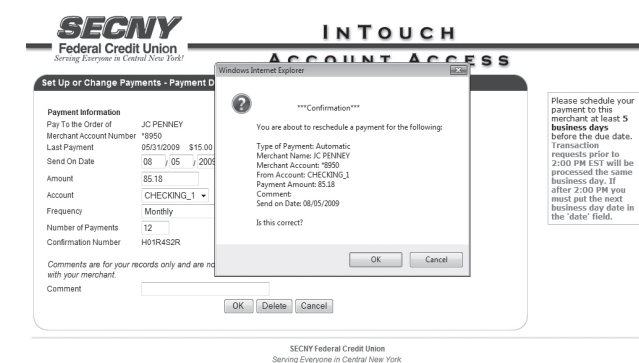 SECNY
Federal Credit Union
Serving Everyone in Central New York!
INTOUCH
ACCOUNT ACCESS
Set Up or Change Payments - Payment D
Payment Information
Pay To the Order of JC PENNEY
Merchant Account Number *8950
Last Payment 05/31/2009 $15.00
Send On Date 08 / 05 / 2009
Amount 85.18
Account CHECKING_1
Frequency Monthly
Number of Payments 12
Confirmation Number H01R4S2R
Comments are for your records only and are no
with your merchant.
Comment
OK Delete Cancel
Windows Internet Explorer
***Confirmation***
You are about to reschedule a payment for the following:
Type of Payment: Automatic
Merchant Name: JC PENNEY
Merchant Account: *8950
From Account: CHECKING_1
Payment Amount: 85.18
Comment:
Send on Date: 08/05/2009
Is this correct?
OK Cancel
Please schedule your
payment to this
merchant at least 5
business days
before the due date.
Transaction
requests prior to
2:00 PM EST will be
processed the same
business day. If
after 2:00 PM you
must put the next
business day date in
the 'date' field.
SECNY Federal Credit Union
Serving Everyone in Central New York